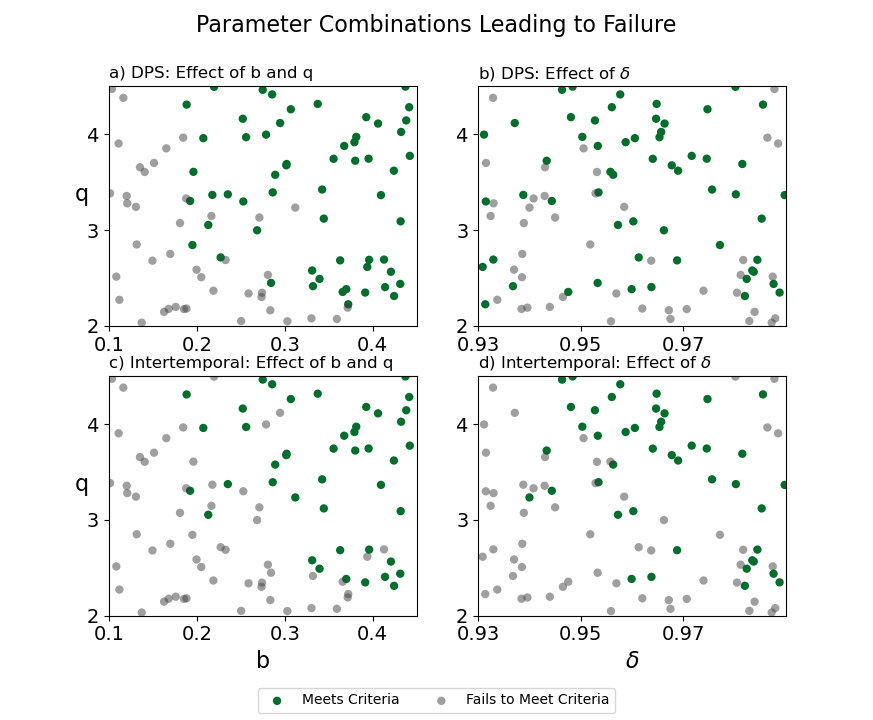 Parameter Combinations Leading to Failure
a) DPS: Effect of b and q
b) DPS: Effect of δ
4
3
2
q
0.1 0.2 0.3 0.4
4
3
2
0.93 0.95 0.97
c) Intertemporal: Effect of b and q
d) Intertemporal: Effect of δ
4
3
2
q
0.1 0.2 0.3 0.4
b
4
3
2
0.93 0.95 0.97
δ
Meets Criteria
Fails to Meet Criteria